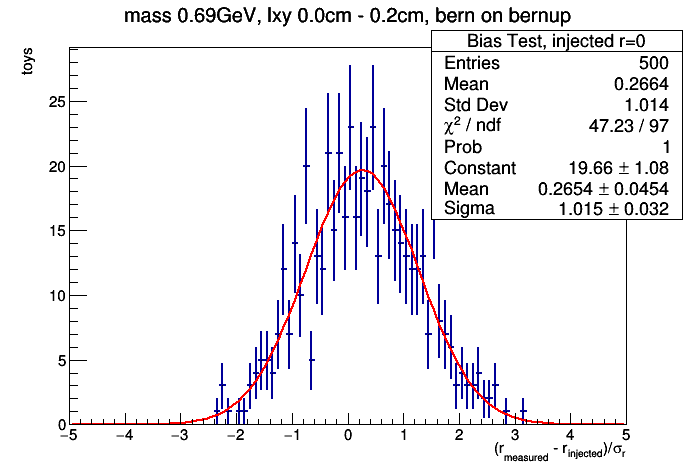 mass 0.69GeV, lxy 0.0cm - 0.2cm, bern on bernup
Bias Test, injected r=0
Entries 500
Mean 0.2664
Std Dev 1.014
χ² / ndf 47.23 / 97
Prob 1
Constant 19.66 ± 1.08
Mean 0.2654 ± 0.0454
Sigma 1.015 ± 0.032
toys
25
20
15
10
5
0
−5 −4 −3 −2 −1 0 1 2 3 4 5
(r_measured - r_injected)/σ_r